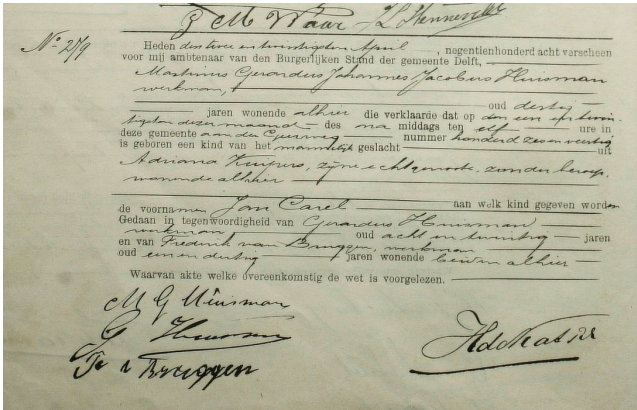 P M Waar
No 279
Heden den twee en twintigsten April, negentienhonderd acht verscheen
voor mij ambtenaar van den Burgerlijken Stand der gemeente Delft,
Martinus Gerardus Johannes Jacobus Huisman
werkman,
oud dertig
jaren wonende alhier die verklaarde dat op den een en twin-
tigsten dezer maand des na middags ten elf ure in
deze gemeente aan den nummer honderd zes en veertig
is geboren een kind van het mannelijk geslacht uit
Adriana Kuipers, zijne echtgenoote, zonder beroep,
wonende alhier
de voornamen Jan Carel aan welk kind gegeven worden
Gedaan in tegenwoordigheid van Gerardus Huisman
werkman oud acht en twintig jaren
en van Frederik van Bruggen, werkman
oud een en dertig jaren wonende beiden alhier
Waarvan akte welke overeenkomstig de wet is voorgelezen.
M G Huisman
G Huisman
Fr v Bruggen